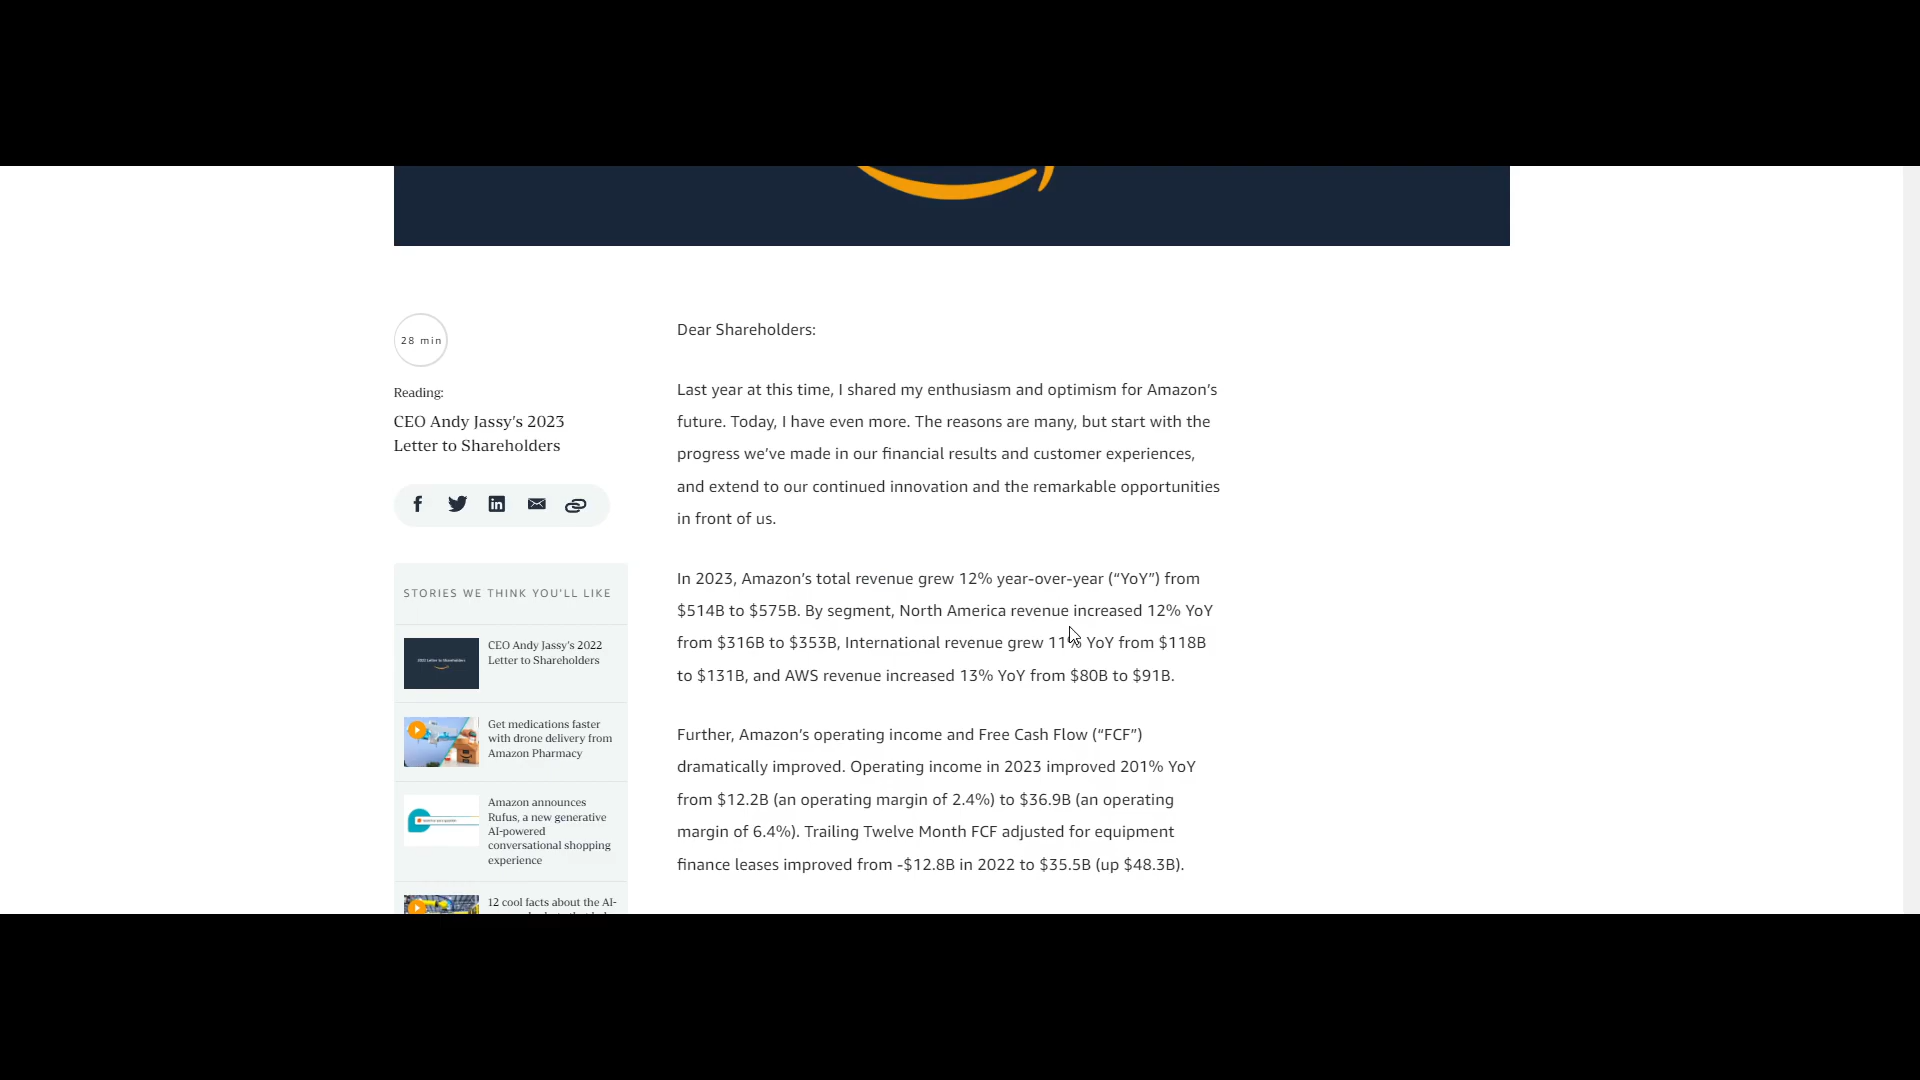 28 min
Reading:
CEO Andy Jassy’s 2023
Letter to Shareholders
STORIES WE THINK YOU'LL LIKE
CEO Andy Jassy’s 2022
Letter to Shareholders
Get medications faster
with drone delivery from
Amazon Pharmacy
Amazon announces
Rufus, a new generative
AI-powered
conversational shopping
experience
12 cool facts about the AI-
Dear Shareholders:
Last year at this time, I shared my enthusiasm and optimism for Amazon’s
future. Today, I have even more. The reasons are many, but start with the
progress we’ve made in our financial results and customer experiences,
and extend to our continued innovation and the remarkable opportunities
in front of us.
In 2023, Amazon’s total revenue grew 12% year-over-year (“YoY”) from
$514B to $575B. By segment, North America revenue increased 12% YoY
from $316B to $353B, International revenue grew 11% YoY from $118B
to $131B, and AWS revenue increased 13% YoY from $80B to $91B.
Further, Amazon’s operating income and Free Cash Flow (“FCF”)
dramatically improved. Operating income in 2023 improved 201% YoY
from $12.2B (an operating margin of 2.4%) to $36.9B (an operating
margin of 6.4%). Trailing Twelve Month FCF adjusted for equipment
finance leases improved from -$12.8B in 2022 to $35.5B (up $48.3B).